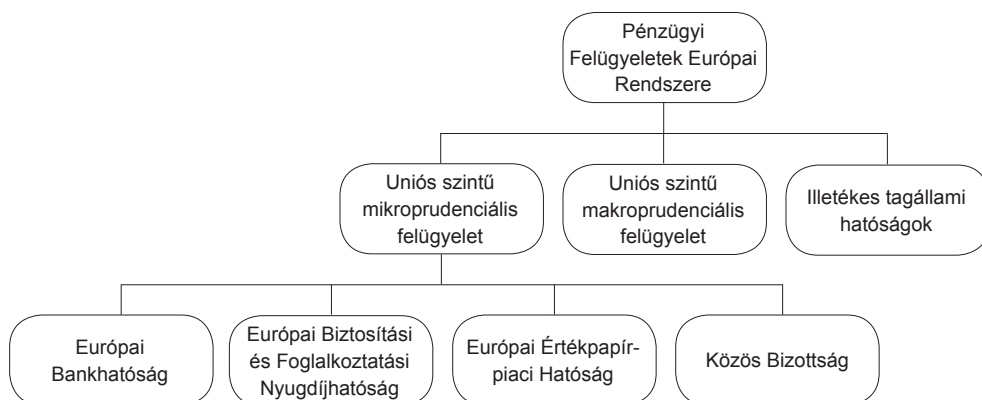 Pénzügyi
Felügyeletek Európai
Rendszere
Uniós szintű
mikroprudenciális
felügyelet
Uniós szintű
makroprudenciális
felügyelet
Illetékes tagállami
hatóságok
Európai
Bankhatóság
Európai Biztosítási
és Foglalkoztatási
Nyugdíjhatóság
Európai Értékpapír-
piaci Hatóság
Közös Bizottság